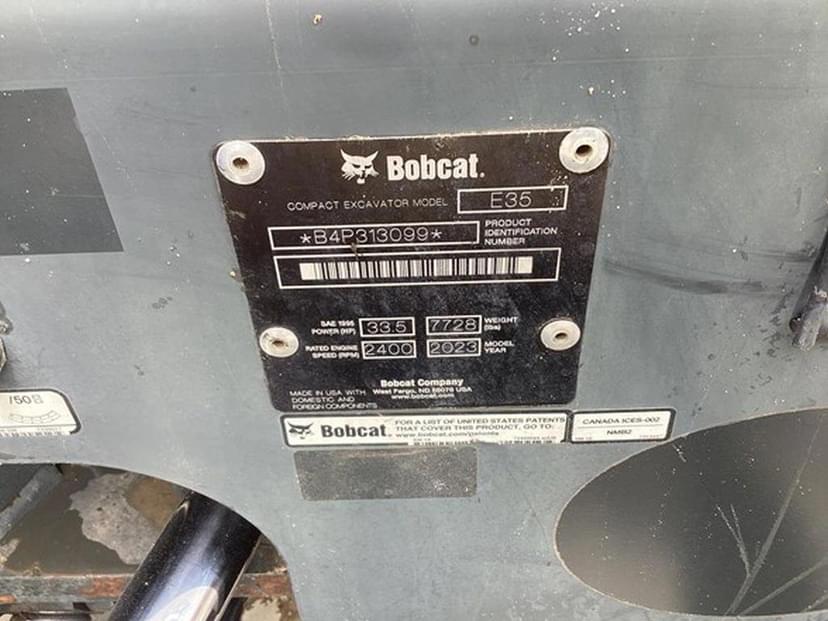 Bobcat.
COMPACT EXCAVATOR MODEL E35
*B4P313099* PRODUCT IDENTIFICATION NUMBER
SAE 1995 POWER (HP) 33.5 7728 WEIGHT (lbs)
RATED ENGINE SPEED (RPM) 2400 2023 MODEL YEAR
Bobcat Company
West Fargo, ND 58078 USA
www.bobcat.com
MADE IN USA WITH
DOMESTIC AND
FOREIGN COMPONENTS
Bobcat.
FOR A LIST OF UNITED STATES PATENTS
THAT COVER THIS PRODUCT, GO TO:
www.bobcat.com/patents
CANADA ICES-002
NMB2